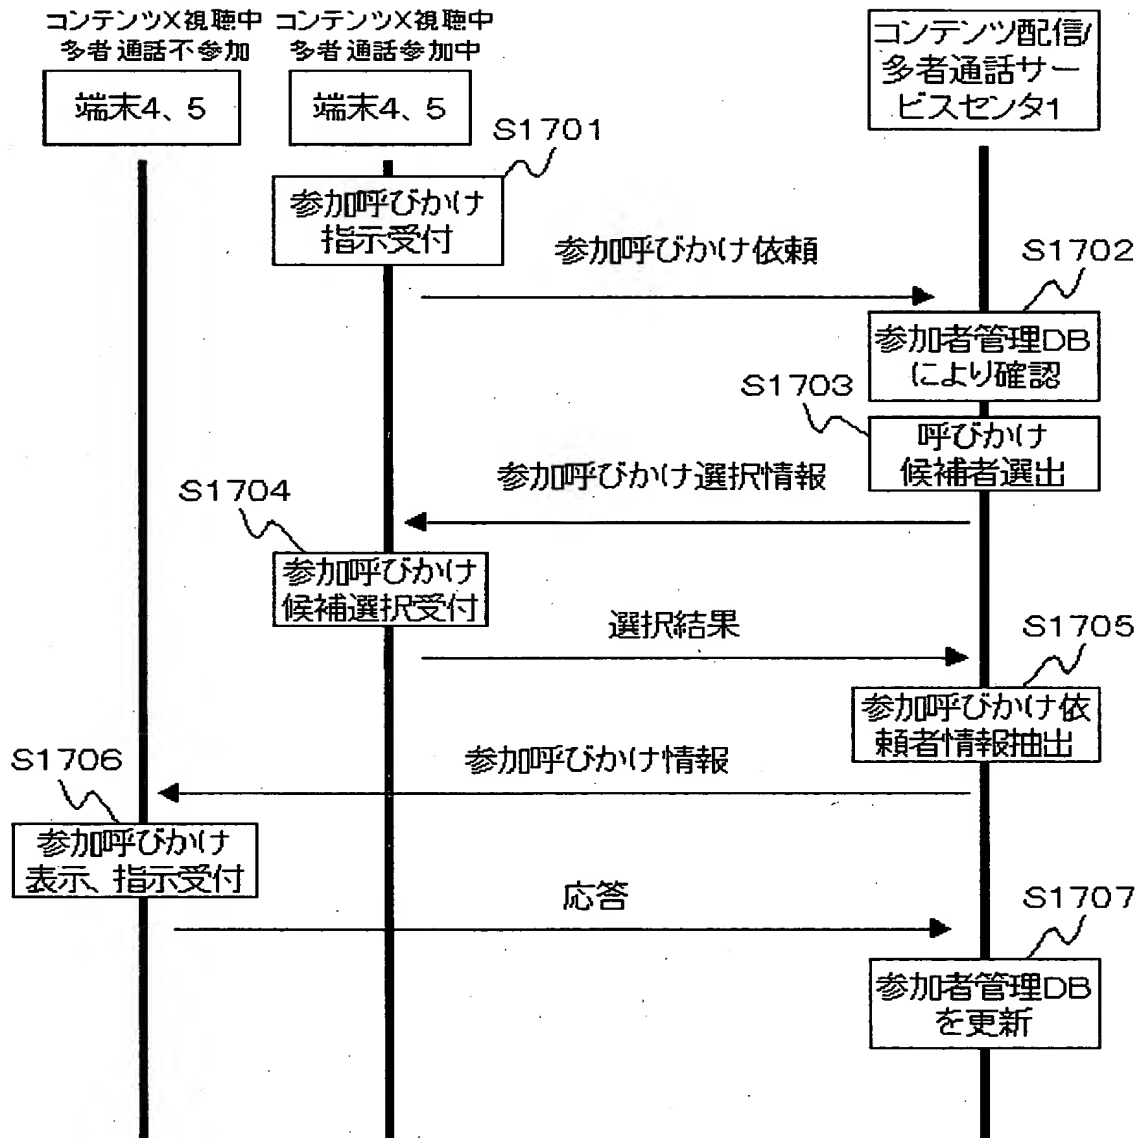 コンテンツX視聴中
多者通話不参加
コンテンツX視聴中
多者通話参加中
コンテンツ配信/
多者通話サー
ビスセンタ1
端末4、5
端末4、5
S1701
参加呼びかけ
指示受付
参加呼びかけ依頼
S1702
参加者管理DB
により確認
S1703
呼びかけ
候補者選出
参加呼びかけ選択情報
S1704
参加呼びかけ
候補選択受付
選択結果
S1705
参加呼びかけ依
頼者情報抽出
参加呼びかけ情報
S1706
参加呼びかけ
表示、指示受付
応答
S1707
参加者管理DB
を更新